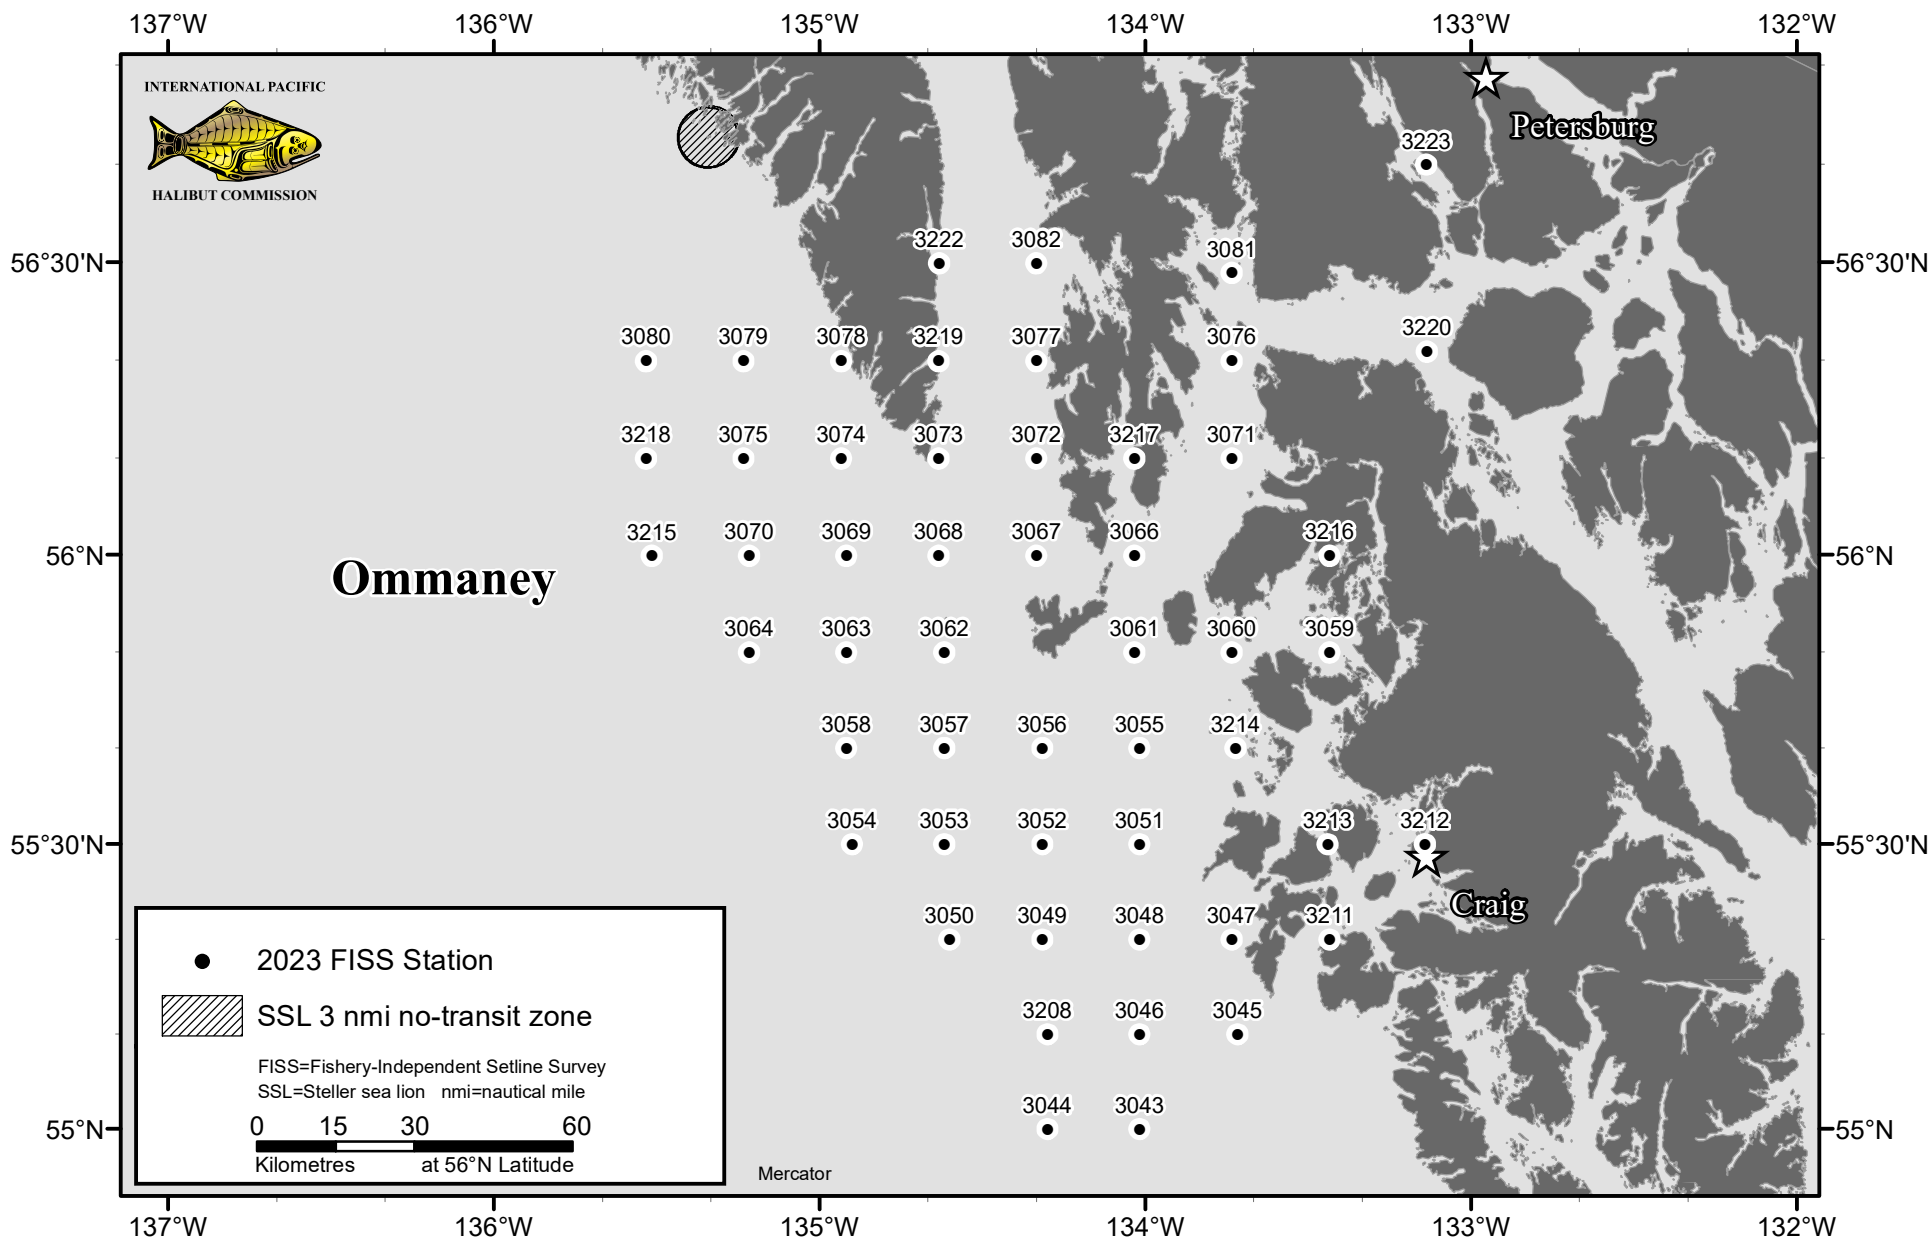 137°W 136°W 135°W 134°W 133°W 132°W
INTERNATIONAL PACIFIC
HALIBUT COMMISSION
Petersburg
3223
3222 3082 3081
56°30'N 56°30'N
3080 3079 3078 3219 3077 3076 3220
3218 3075 3074 3073 3072 3217 3071
3215 3070 3069 3068 3067 3066 3216
56°N 56°N
Ommaney
3064 3063 3062 3061 3060 3059
3058 3057 3056 3055 3214
3054 3053 3052 3051 3213 3212
55°30'N 55°30'N
Craig
3050 3049 3048 3047 3211
3208 3046 3045
3044 3043
55°N 55°N
2023 FISS Station
SSL 3 nmi no-transit zone
FISS=Fishery-Independent Setline Survey
SSL=Steller sea lion nmi=nautical mile
0 15 30 60
Kilometres at 56°N Latitude
Mercator
137°W 136°W 135°W 134°W 133°W 132°W